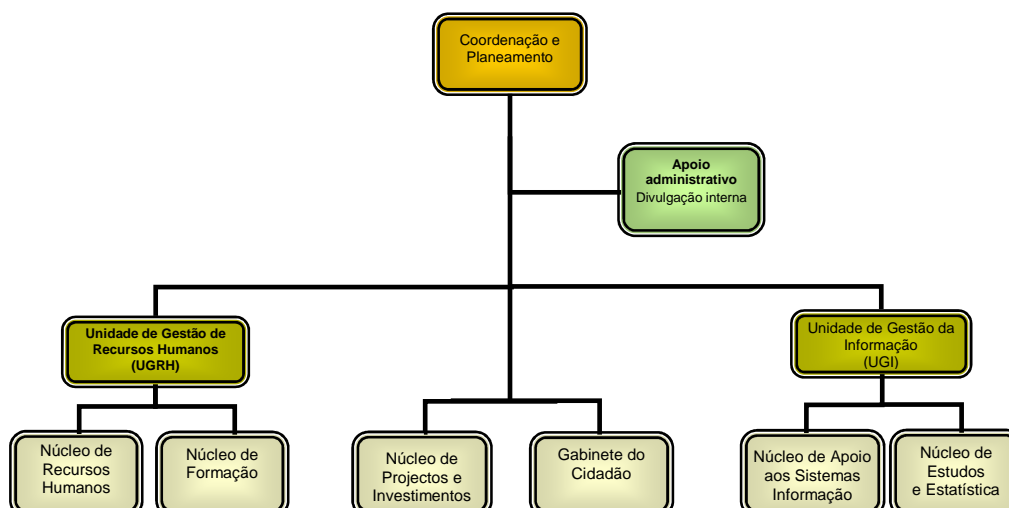 Coordenação e
Planeamento
Apoio
administrativo
Divulgação interna
Unidade de Gestão de
Recursos Humanos
(UGRH)
Unidade de Gestão da
Informação
(UGI)
Núcleo de
Recursos
Humanos
Núcleo de
Formação
Núcleo de
Projectos e
Investimentos
Gabinete do
Cidadão
Núcleo de Apoio
aos Sistemas
Informação
Núcleo de
Estudos
e Estatística